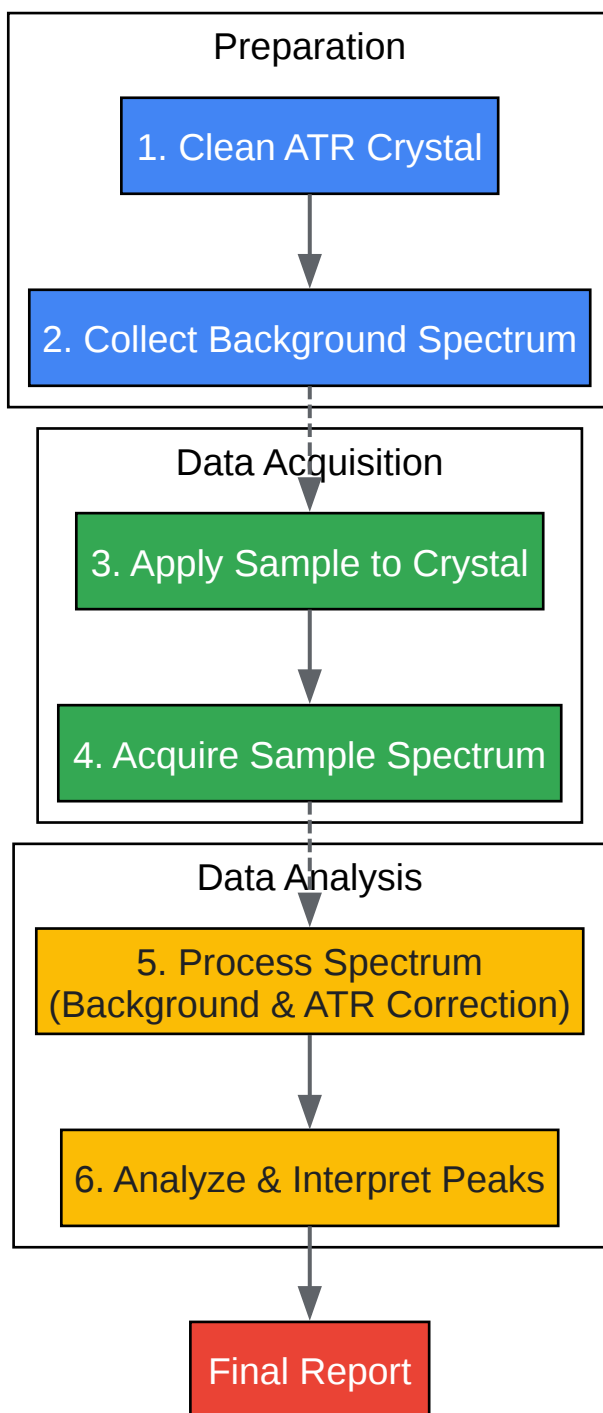 Preparation
1. Clean ATR Crystal
2. Collect Background Spectrum
Data Acquisition
3. Apply Sample to Crystal
4. Acquire Sample Spectrum
Data Analysis
5. Process Spectrum
(Background & ATR Correction)
6. Analyze & Interpret Peaks
Final Report